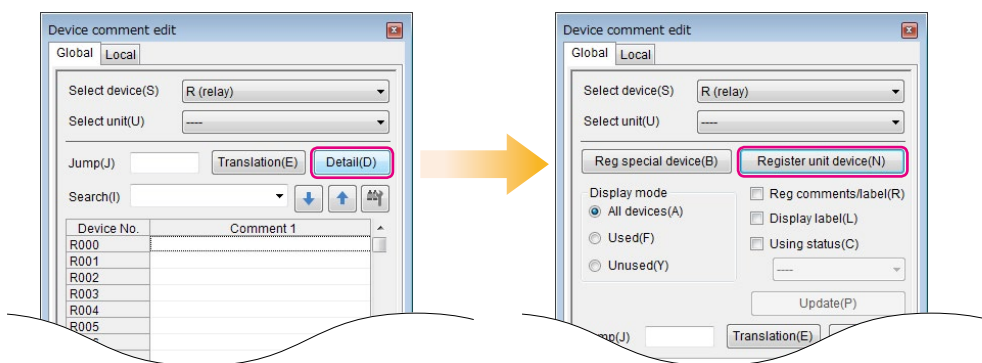 Device comment edit
Global Local
Select device(S) R (relay)
Select unit(U) ----
Jump(J) Translation(E) Detail(D)
Search(I)
Device No. Comment 1
R000
R001
R002
R003
R004
R005
Device comment edit
Global Local
Select device(S) R (relay)
Select unit(U) ----
Reg special device(B) Register unit device(N)
Display mode Reg comments/label(R)
All devices(A) Display label(L)
Used(F) Using status(C)
Unused(Y) ----
Update(P)
Translation(E)